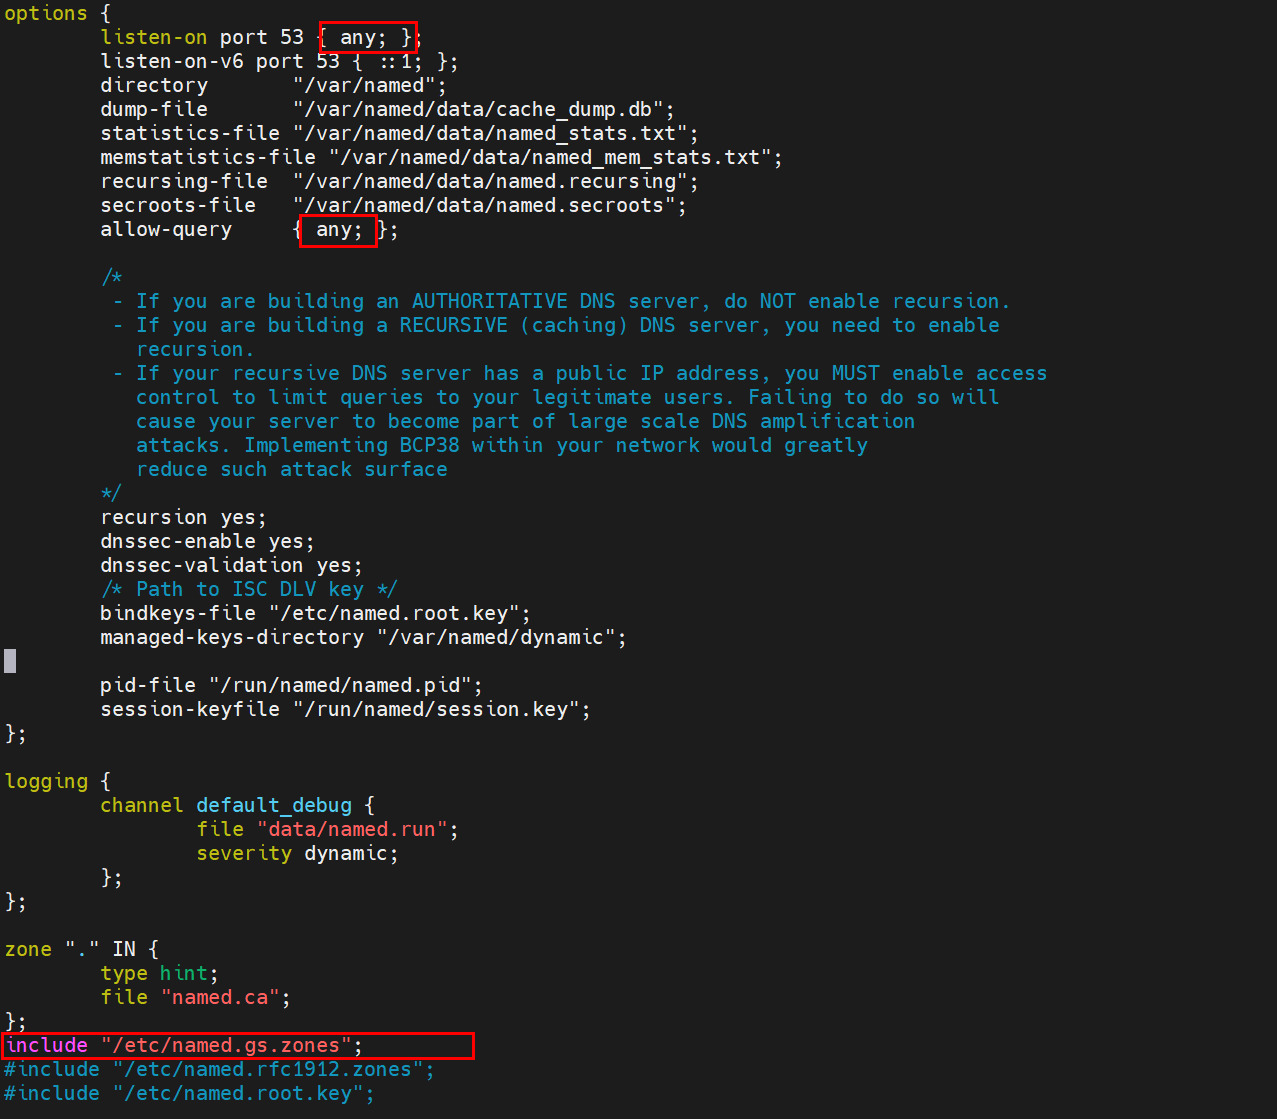 options {
        listen-on port 53 { any; };
        listen-on-v6 port 53 { ::1; };
        directory       "/var/named";
        dump-file       "/var/named/data/cache_dump.db";
        statistics-file "/var/named/data/named_stats.txt";
        memstatistics-file "/var/named/data/named_mem_stats.txt";
        recursing-file  "/var/named/data/named.recursing";
        secroots-file   "/var/named/data/named.secroots";
        allow-query     { any; };

        /*
         - If you are building an AUTHORITATIVE DNS server, do NOT enable recursion.
         - If you are building a RECURSIVE (caching) DNS server, you need to enable
           recursion.
         - If your recursive DNS server has a public IP address, you MUST enable access
           control to limit queries to your legitimate users. Failing to do so will
           cause your server to become part of large scale DNS amplification
           attacks. Implementing BCP38 within your network would greatly
           reduce such attack surface
        */
        recursion yes;
        dnssec-enable yes;
        dnssec-validation yes;
        /* Path to ISC DLV key */
        bindkeys-file "/etc/named.root.key";
        managed-keys-directory "/var/named/dynamic";

        pid-file "/run/named/named.pid";
        session-keyfile "/run/named/session.key";
};

logging {
        channel default_debug {
                file "data/named.run";
                severity dynamic;
        };
};

zone "." IN {
        type hint;
        file "named.ca";
};
include "/etc/named.gs.zones";
#include "/etc/named.rfc1912.zones";
#include "/etc/named.root.key";